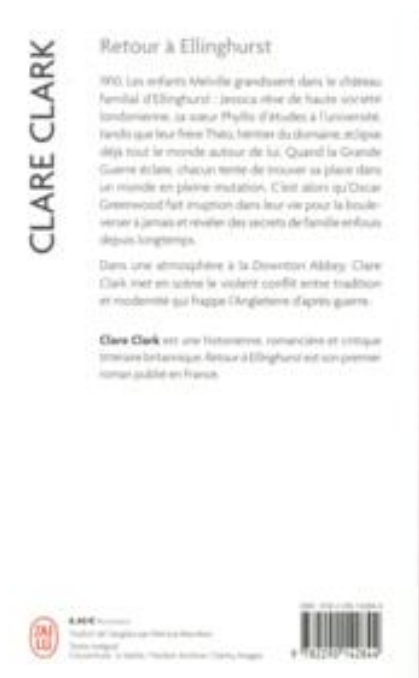 CLARE CLARK
Retour à Ellinghurst
1910. Les enfants Melville grandissent dans le château
familial d'Ellinghurst : Jessica rêve de haute société
londonienne, sa sœur Phyllis d'études à l'université,
tandis que leur frère Théo, héritier du domaine, éclipse
déjà tout le monde autour de lui. Quand la Grande
Guerre éclate, chacun tente de trouver sa place dans
un monde en pleine mutation. C'est alors qu'Oscar
Greenwood fait irruption dans leur vie pour la boule-
verser à jamais et révéler des secrets de famille enfouis
depuis longtemps.
Dans une atmosphère à la Downton Abbey, Clare
Clark met en scène le violent conflit entre tradition
et modernité qui frappe l'Angleterre d'après-guerre.
Clare Clark est une historienne, romancière et critique
littéraire britannique. Retour à Ellinghurst est son premier
roman publié en France.
J'AI
LU
Traduit de l'anglais par
Texte intégral